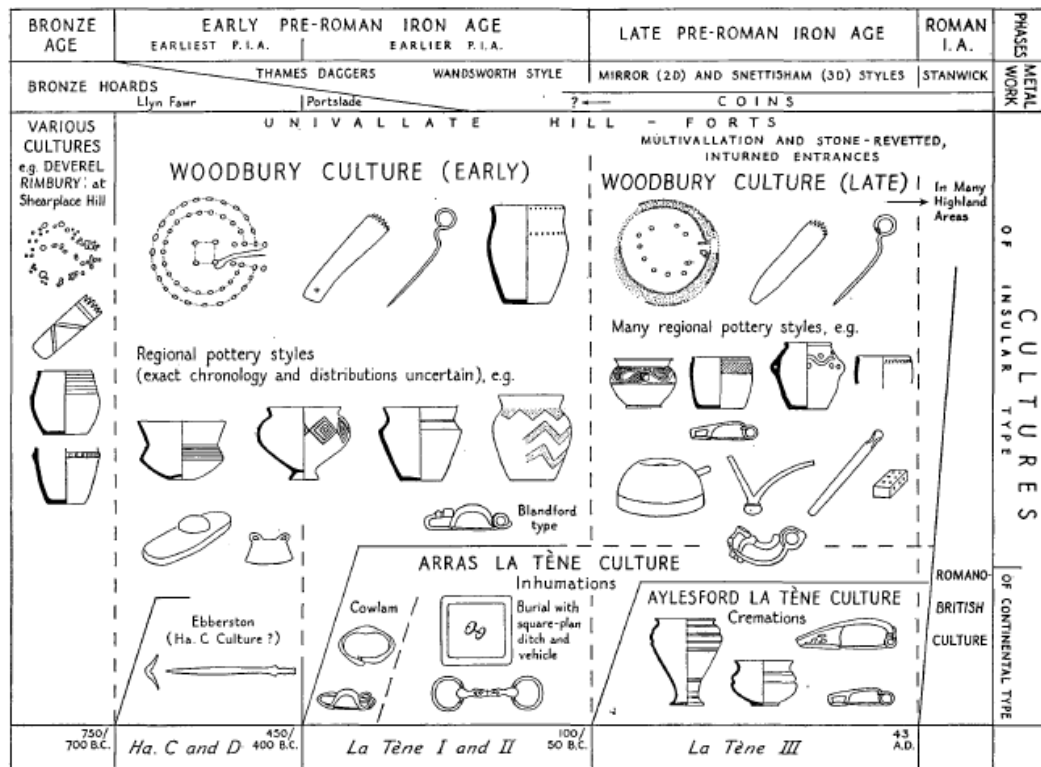 BRONZE
AGE
EARLY PRE-ROMAN IRON AGE
EARLIEST P.I.A.
EARLIER P.I.A.
LATE PRE-ROMAN IRON AGE
ROMAN
I.A.
PHASES
BRONZE HOARDS
THAMES DAGGERS
WANDSWORTH STYLE
MIRROR (2D) AND SNETTISHAM (3D) STYLES
STANWICK
METAL
WORK
Llyn Fawr
Portslade
? ←
COINS
VARIOUS
CULTURES
e.g. DEVEREL
RIMBURY: at
Shearplace Hill
UNIVALLATE HILL-FORTS
MULTIVALLATION AND STONE-REVETTED,
INTURNED ENTRANCES
WOODBURY CULTURE (EARLY)
WOODBURY CULTURE (LATE)
In Many
Highland
Areas
Regional pottery styles
(exact chronology and distributions uncertain), e.g.
Many regional pottery styles, e.g.
Blandford
type
CULTURES
OF INSULAR TYPE
ARRAS LA TÈNE CULTURE
Inhumations
Cowlam
Burial with
square-plan
ditch and
vehicle
Ebberston
(Ha. C Culture ?)
AYLESFORD LA TÈNE CULTURE
Cremations
ROMANO-
BRITISH
CULTURE
OF CONTINENTAL TYPE
750/
700 B.C.
Ha. C and D
450/
400 B.C.
La Tène I and II
100/
50 B.C.
La Tène III
43
A.D.